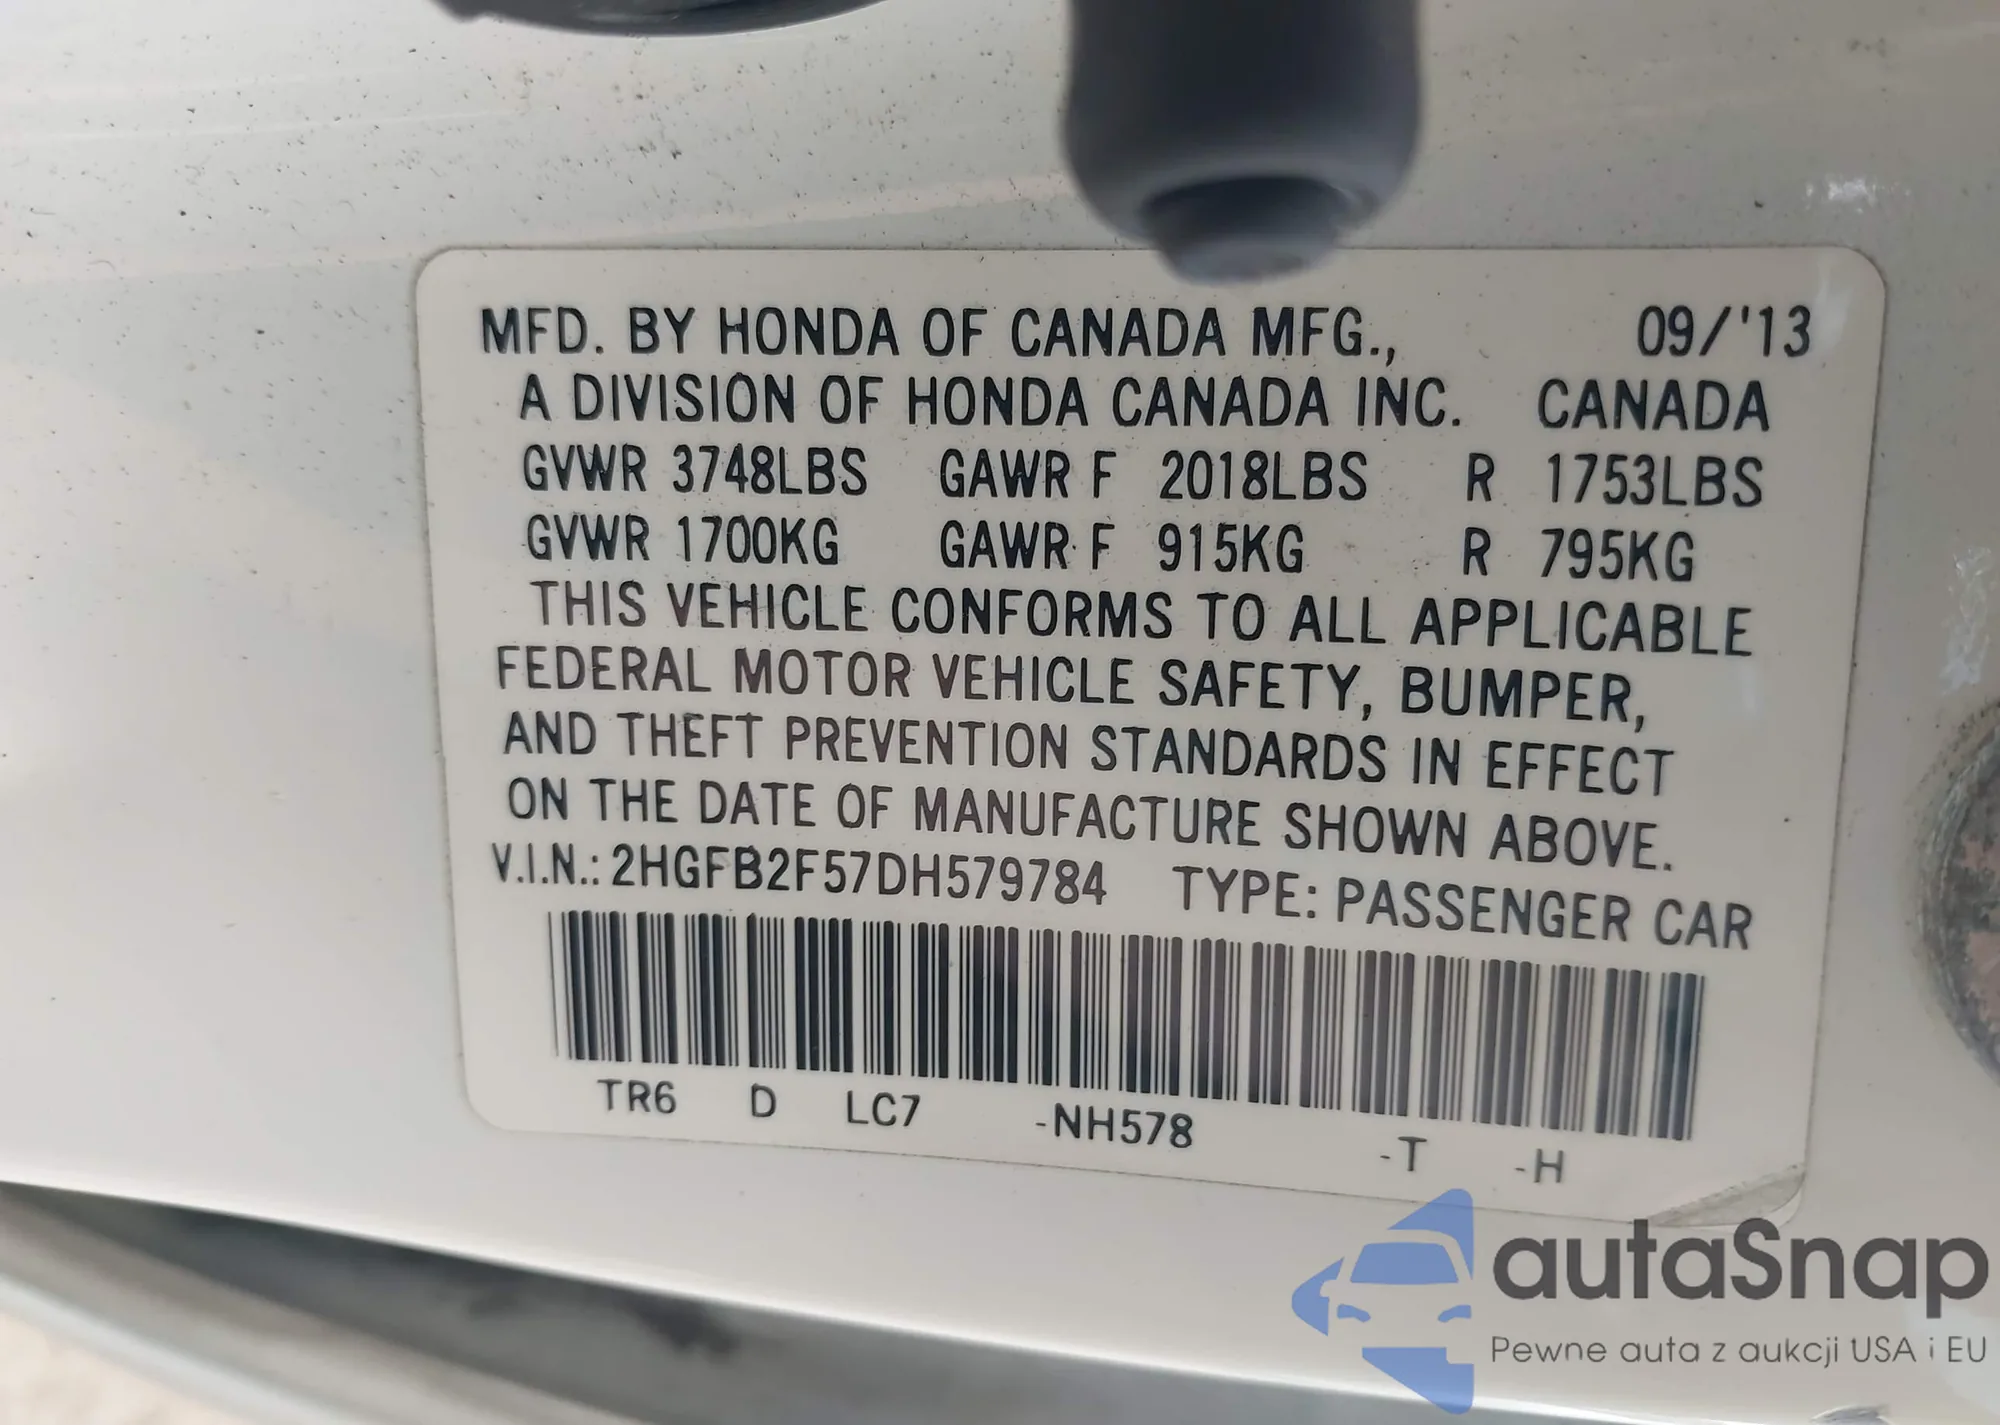 MFD. BY HONDA OF CANADA MFG., 09/'13
A DIVISION OF HONDA CANADA INC. CANADA
GVWR 3748LBS GAWR F 2018LBS R 1753LBS
GVWR 1700KG GAWR F 915KG R 795KG
THIS VEHICLE CONFORMS TO ALL APPLICABLE
FEDERAL MOTOR VEHICLE SAFETY, BUMPER,
AND THEFT PREVENTION STANDARDS IN EFFECT
ON THE DATE OF MANUFACTURE SHOWN ABOVE.
V.I.N.: 2HGFB2F57DH579784 TYPE: PASSENGER CAR
TR6 D LC7 -NH578 -T -H
autaSnap
Pewne auta z aukcji USA i EU